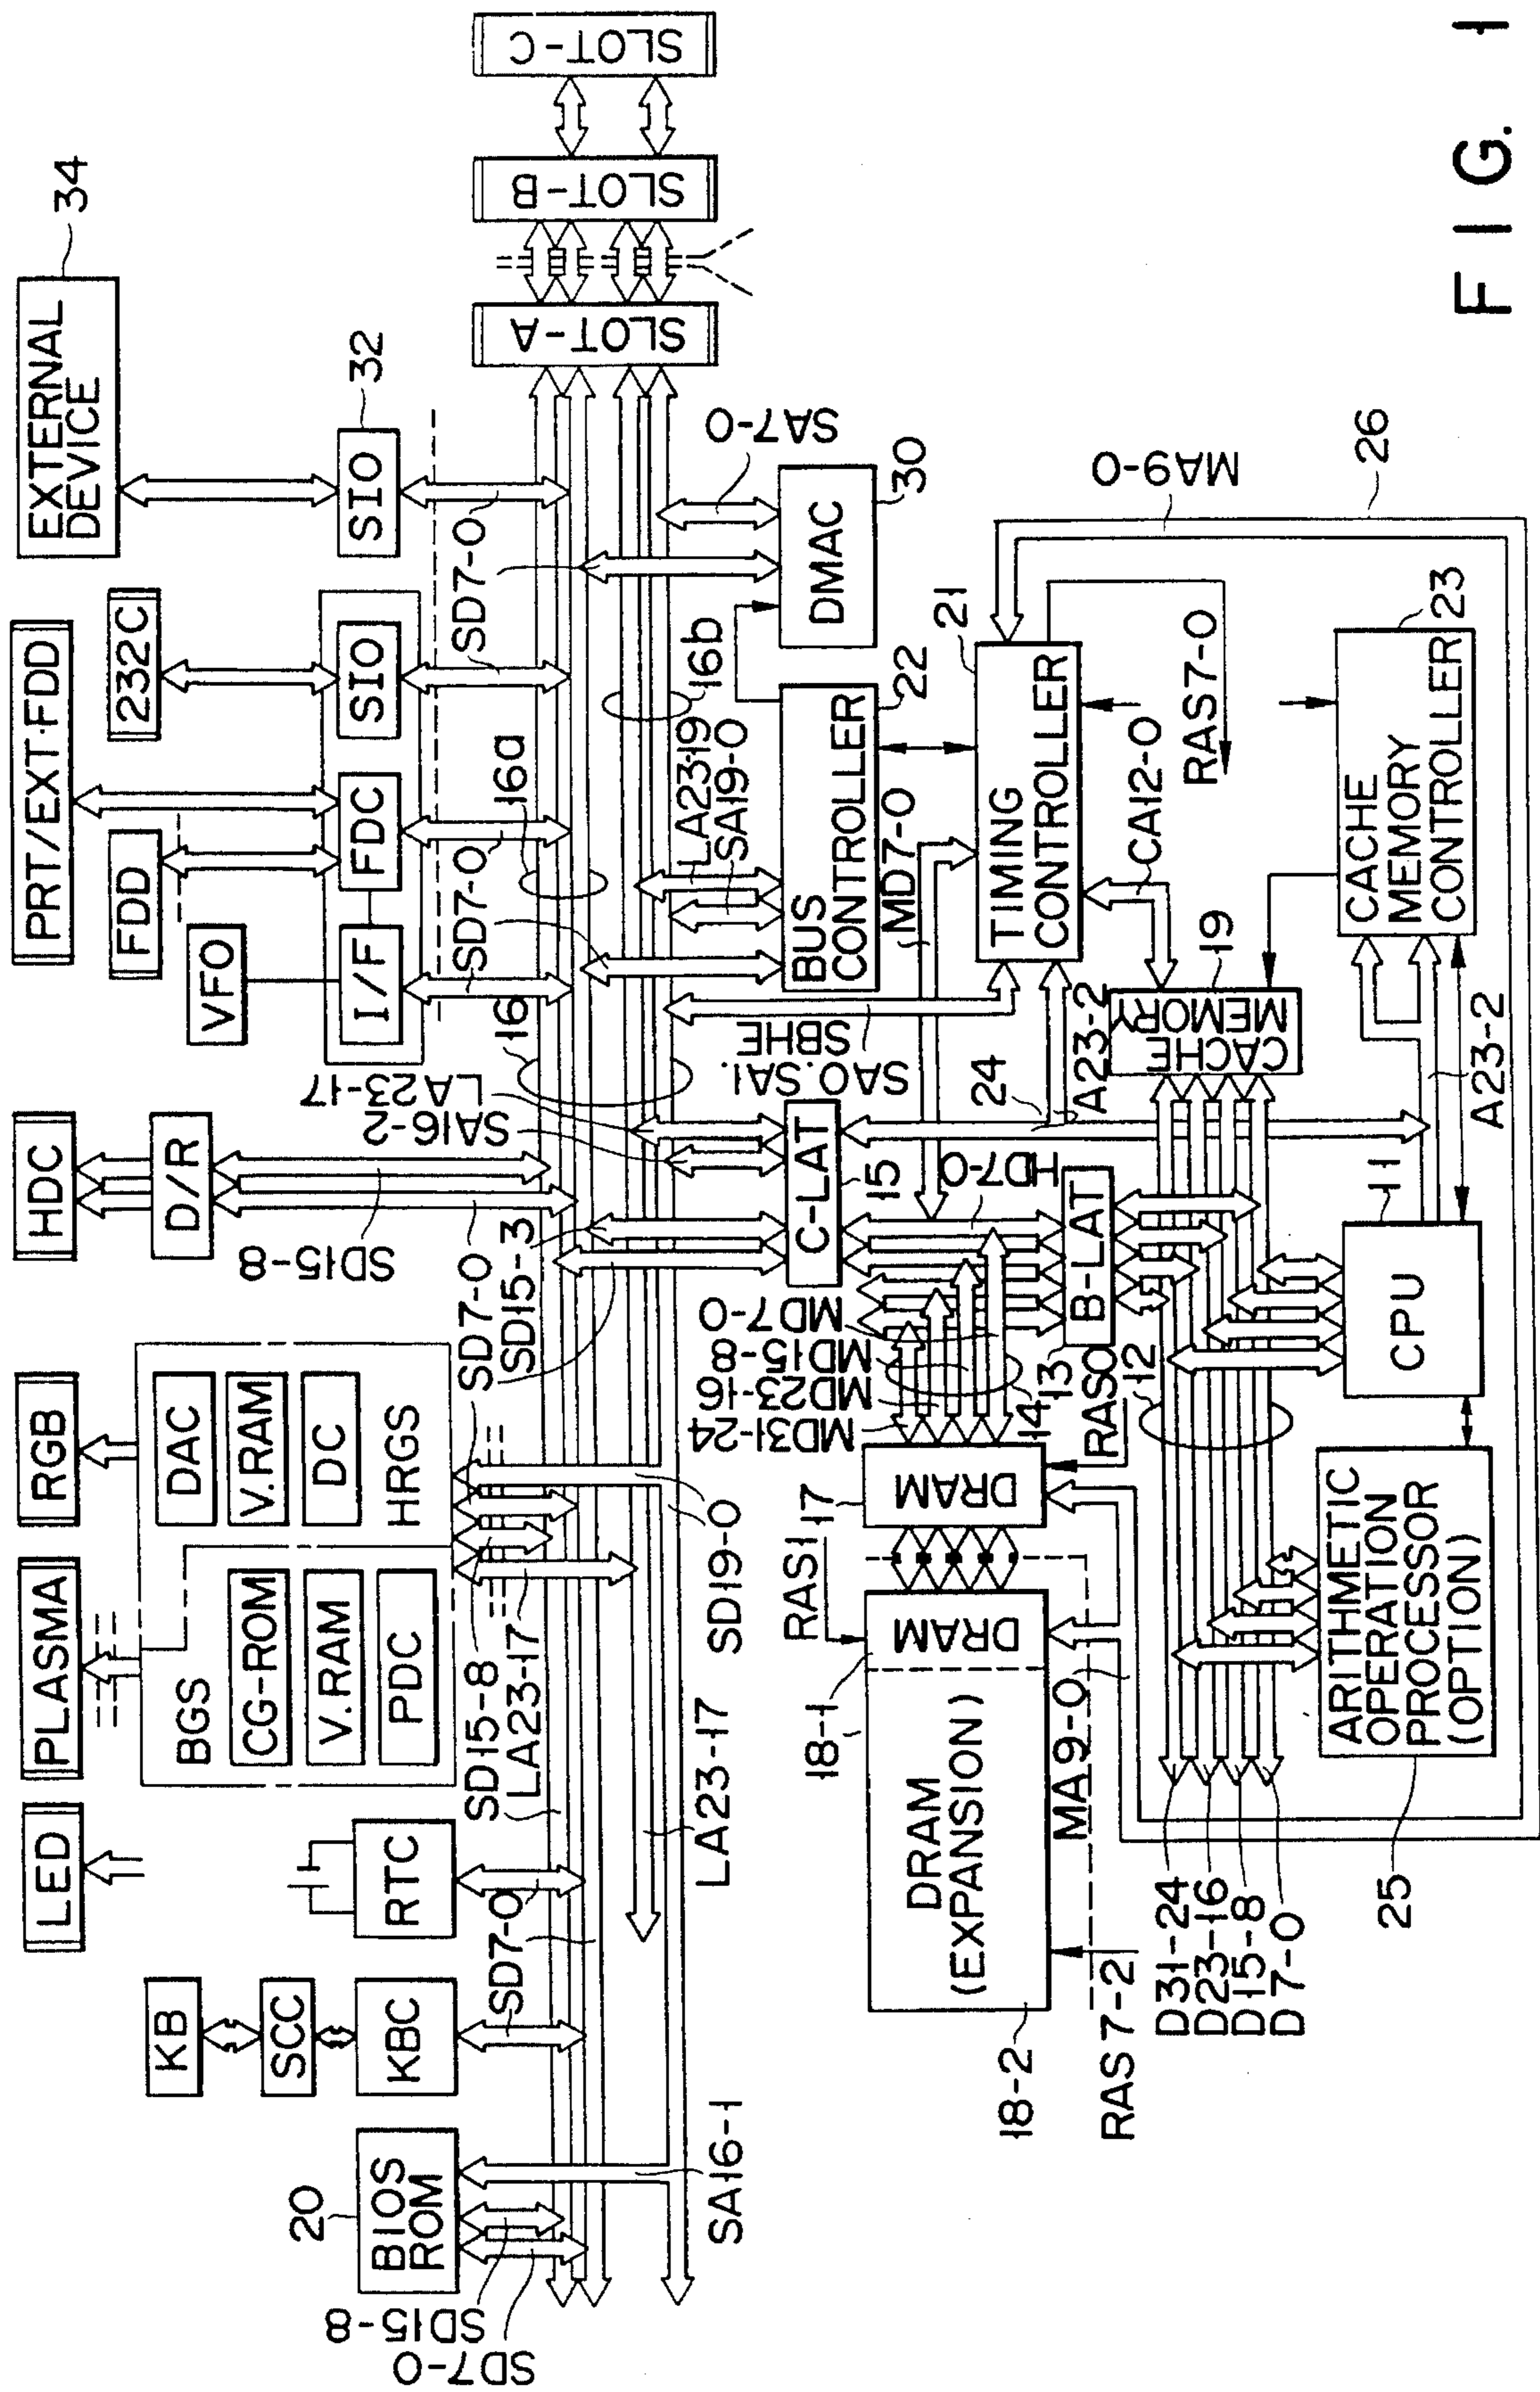 FIG. 1
EXTERNAL
DEVICE
34
PRT/EXT·FDD
232C
FDD
VFO
SIO
32
SIO
FDC
I/F
HDC
D/R
RGB
PLASMA
LED
DAC
V.RAM
DC
HRGS
BGS
CG-ROM
V.RAM
PDC
RTC
KB
SCC
KBC
20
BIOS
ROM
SD15-8
SD7-0
SA16-1
SD7-0
SD15-8
LA23-17
LA23-17
SD19-0
SD7-0
SD15-3
SD15-8
SA16-2
LA23-17
16
SD7-0
16a
SD7-0
16b
SLOT-A
SLOT-B
SLOT-C
SA7-0
DMAC
30
BUS
CONTROLLER
22
LA23-19
SA19-0
MD7-0
SA0.SA1.
SBHE
TIMING
CONTROLLER
21
MA9-0
26
RAS7-0
CA12-0
A23-2
24
C-LAT
15
HD7-0
B-LAT
13
MD7-0
MD15-8
MD23-16
MD31-24
14
RAS0
12
DRAM
17
RAS1
DRAM
18-1
DRAM
(EXPANSION)
18-2
RAS7-2
MA9-0
CACHE
MEMORY
19
CACHE
MEMORY
CONTROLLER
23
A23-2
CPU
11
ARITHMETIC
OPERATION
PROCESSOR
(OPTION)
25
D31-24
D23-16
D15-8
D7-0